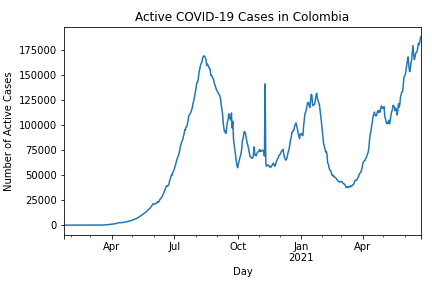 Active COVID-19 Cases in Colombia
Number of Active Cases
175000
150000
125000
100000
75000
50000
25000
0
Apr
Jul
Oct
Jan
2021
Apr
Day